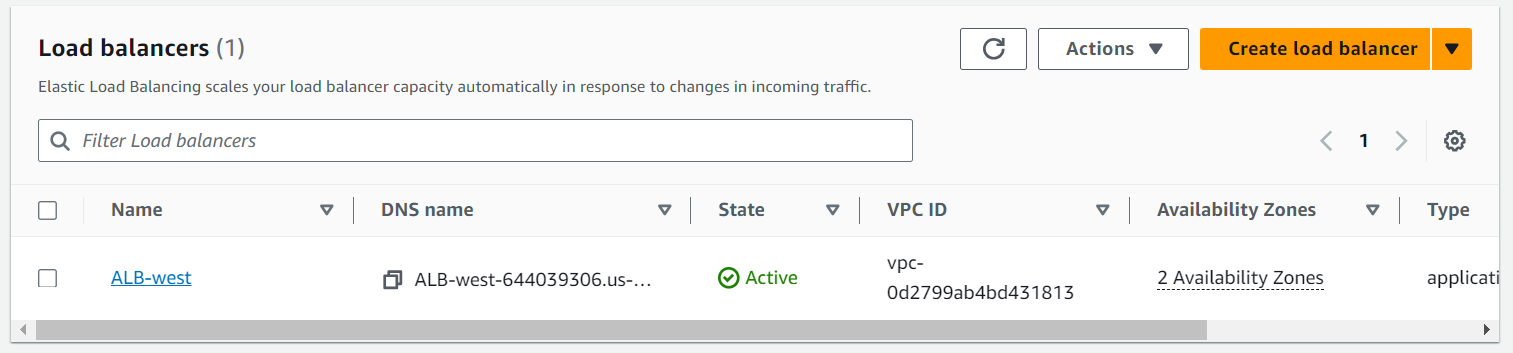 Load balancers (1)
Actions
Create load balancer
Elastic Load Balancing scales your load balancer capacity automatically in response to changes in incoming traffic.
Filter Load balancers
1
Name
DNS name
State
VPC ID
Availability Zones
Type
ALB-west
ALB-west-644039306.us-...
Active
vpc-
0d2799ab4bd431813
2 Availability Zones
applicati